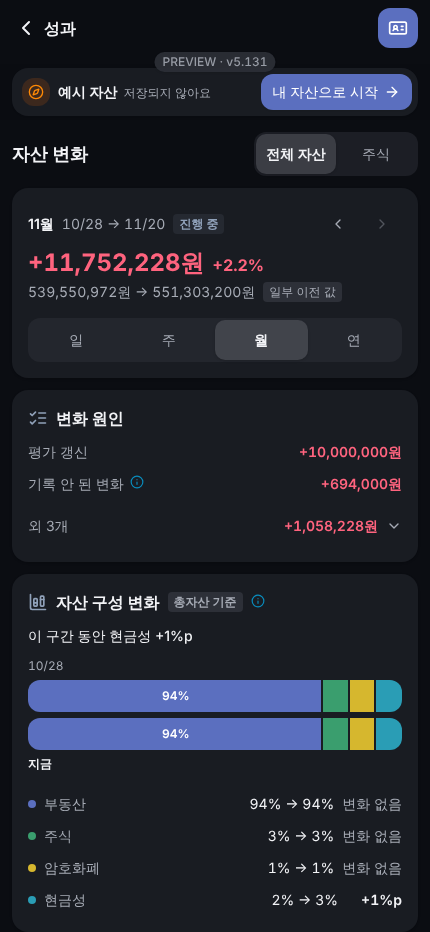 성과
PREVIEW · v5.131
예시 자산 저장되지 않아요
내 자산으로 시작 →
자산 변화
전체 자산 주식
11월 10/28 → 11/20 진행 중
+11,752,228원 +2.2%
539,550,972원 → 551,303,200원 일부 이전 값
일 주 월 연
변화 원인
평가 갱신 +10,000,000원
기록 안 된 변화 +694,000원
외 3개 +1,058,228원
자산 구성 변화 총자산 기준
이 구간 동안 현금성 +1%p
10/28
94%
94%
지금
부동산 94% → 94% 변화 없음
주식 3% → 3% 변화 없음
암호화폐 1% → 1% 변화 없음
현금성 2% → 3% +1%p